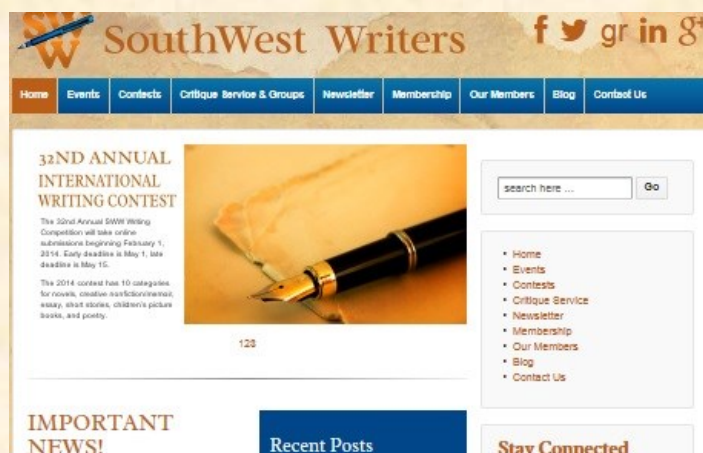 SWW
SouthWest Writers
f gr in g+
Home Events Contests Critique Service & Groups Newsletter Membership Our Members Blog Contact Us
32ND ANNUAL
INTERNATIONAL
WRITING CONTEST
The 32nd Annual SWW Writing
Competition will take online
submissions beginning February 1,
2014. Early deadline is May 1, late
deadline is May 15.
The 2014 contest has 10 categories
for novels, creative nonfiction/memoir,
essay, short stories, children's picture
books, and poetry.
123
search here ... Go
Home
Events
Contests
Critique Service
Newsletter
Membership
Our Members
Blog
Contact Us
IMPORTANT
NEWS!
Recent Posts
Stay Connected